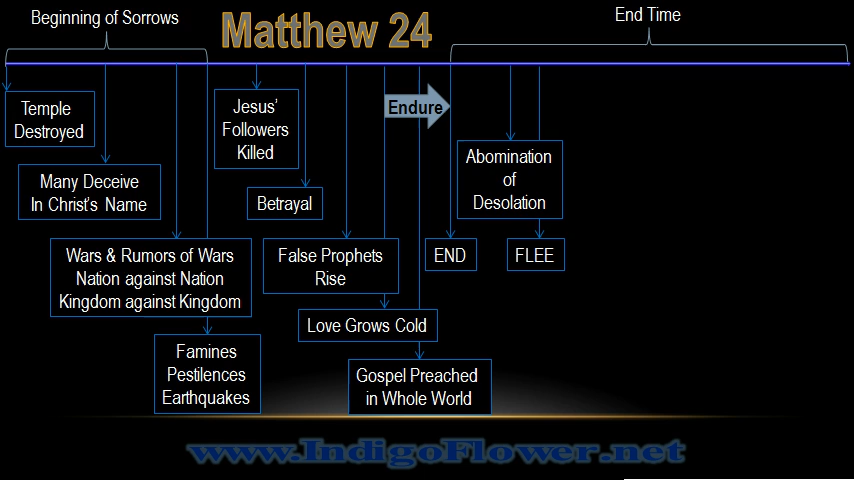 Beginning of Sorrows
Matthew 24
End Time
Temple
Destroyed
Many Deceive
In Christ's Name
Wars & Rumors of Wars
Nation against Nation
Kingdom against Kingdom
Famines
Pestilences
Earthquakes
Jesus'
Followers
Killed
Betrayal
False Prophets
Rise
Love Grows Cold
Gospel Preached
in Whole World
Endure
END
Abomination
of
Desolation
FLEE
www.IndigoFlower.net